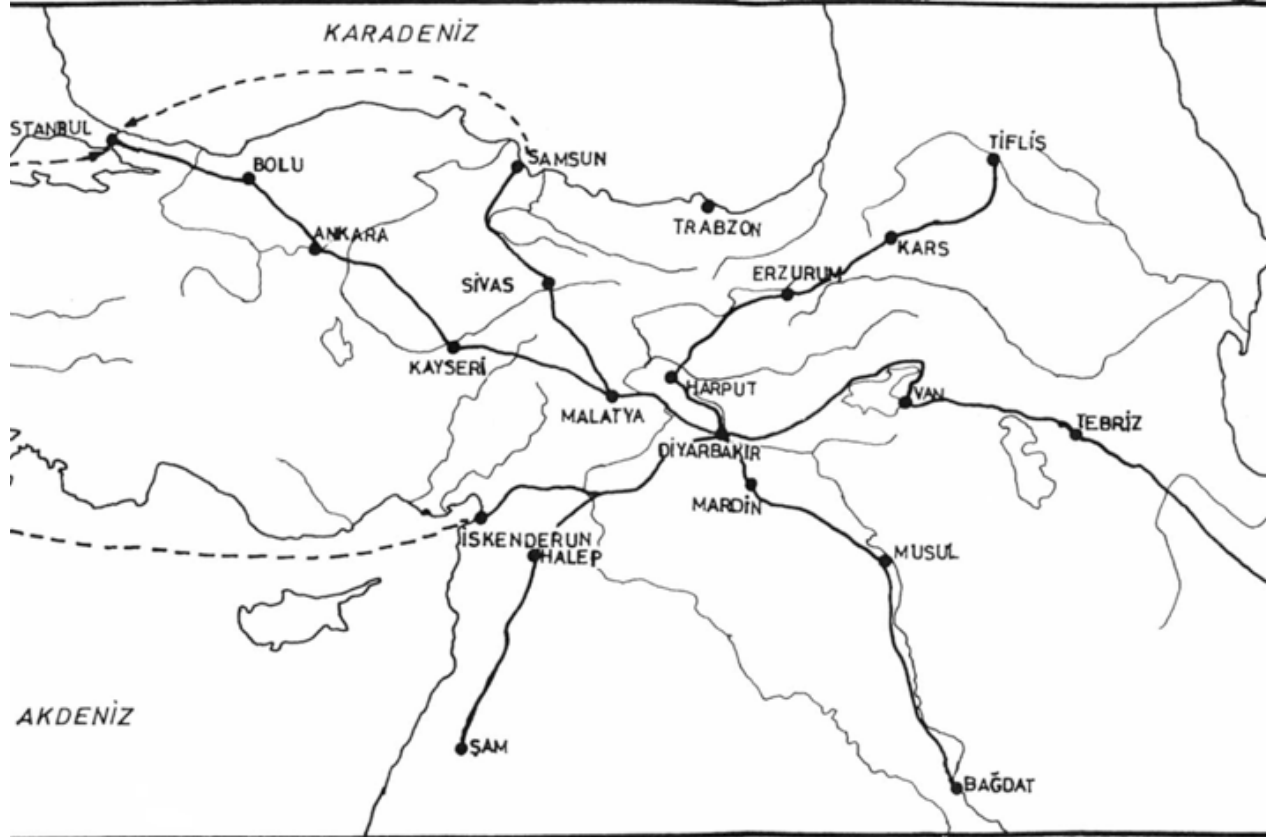 KARADENİZ
STANBUL
BOLU
SAMSUN
TİFLİS
ANKARA
TRABZON
KARS
SİVAS
ERZURUM
KAYSERİ
HARPUT
VAN
MALATYA
TEBRİZ
DİYARBAKIR
MARDİN
İSKENDERUN
HALEP
MUSUL
AKDENİZ
ŞAM
BAĞDAT